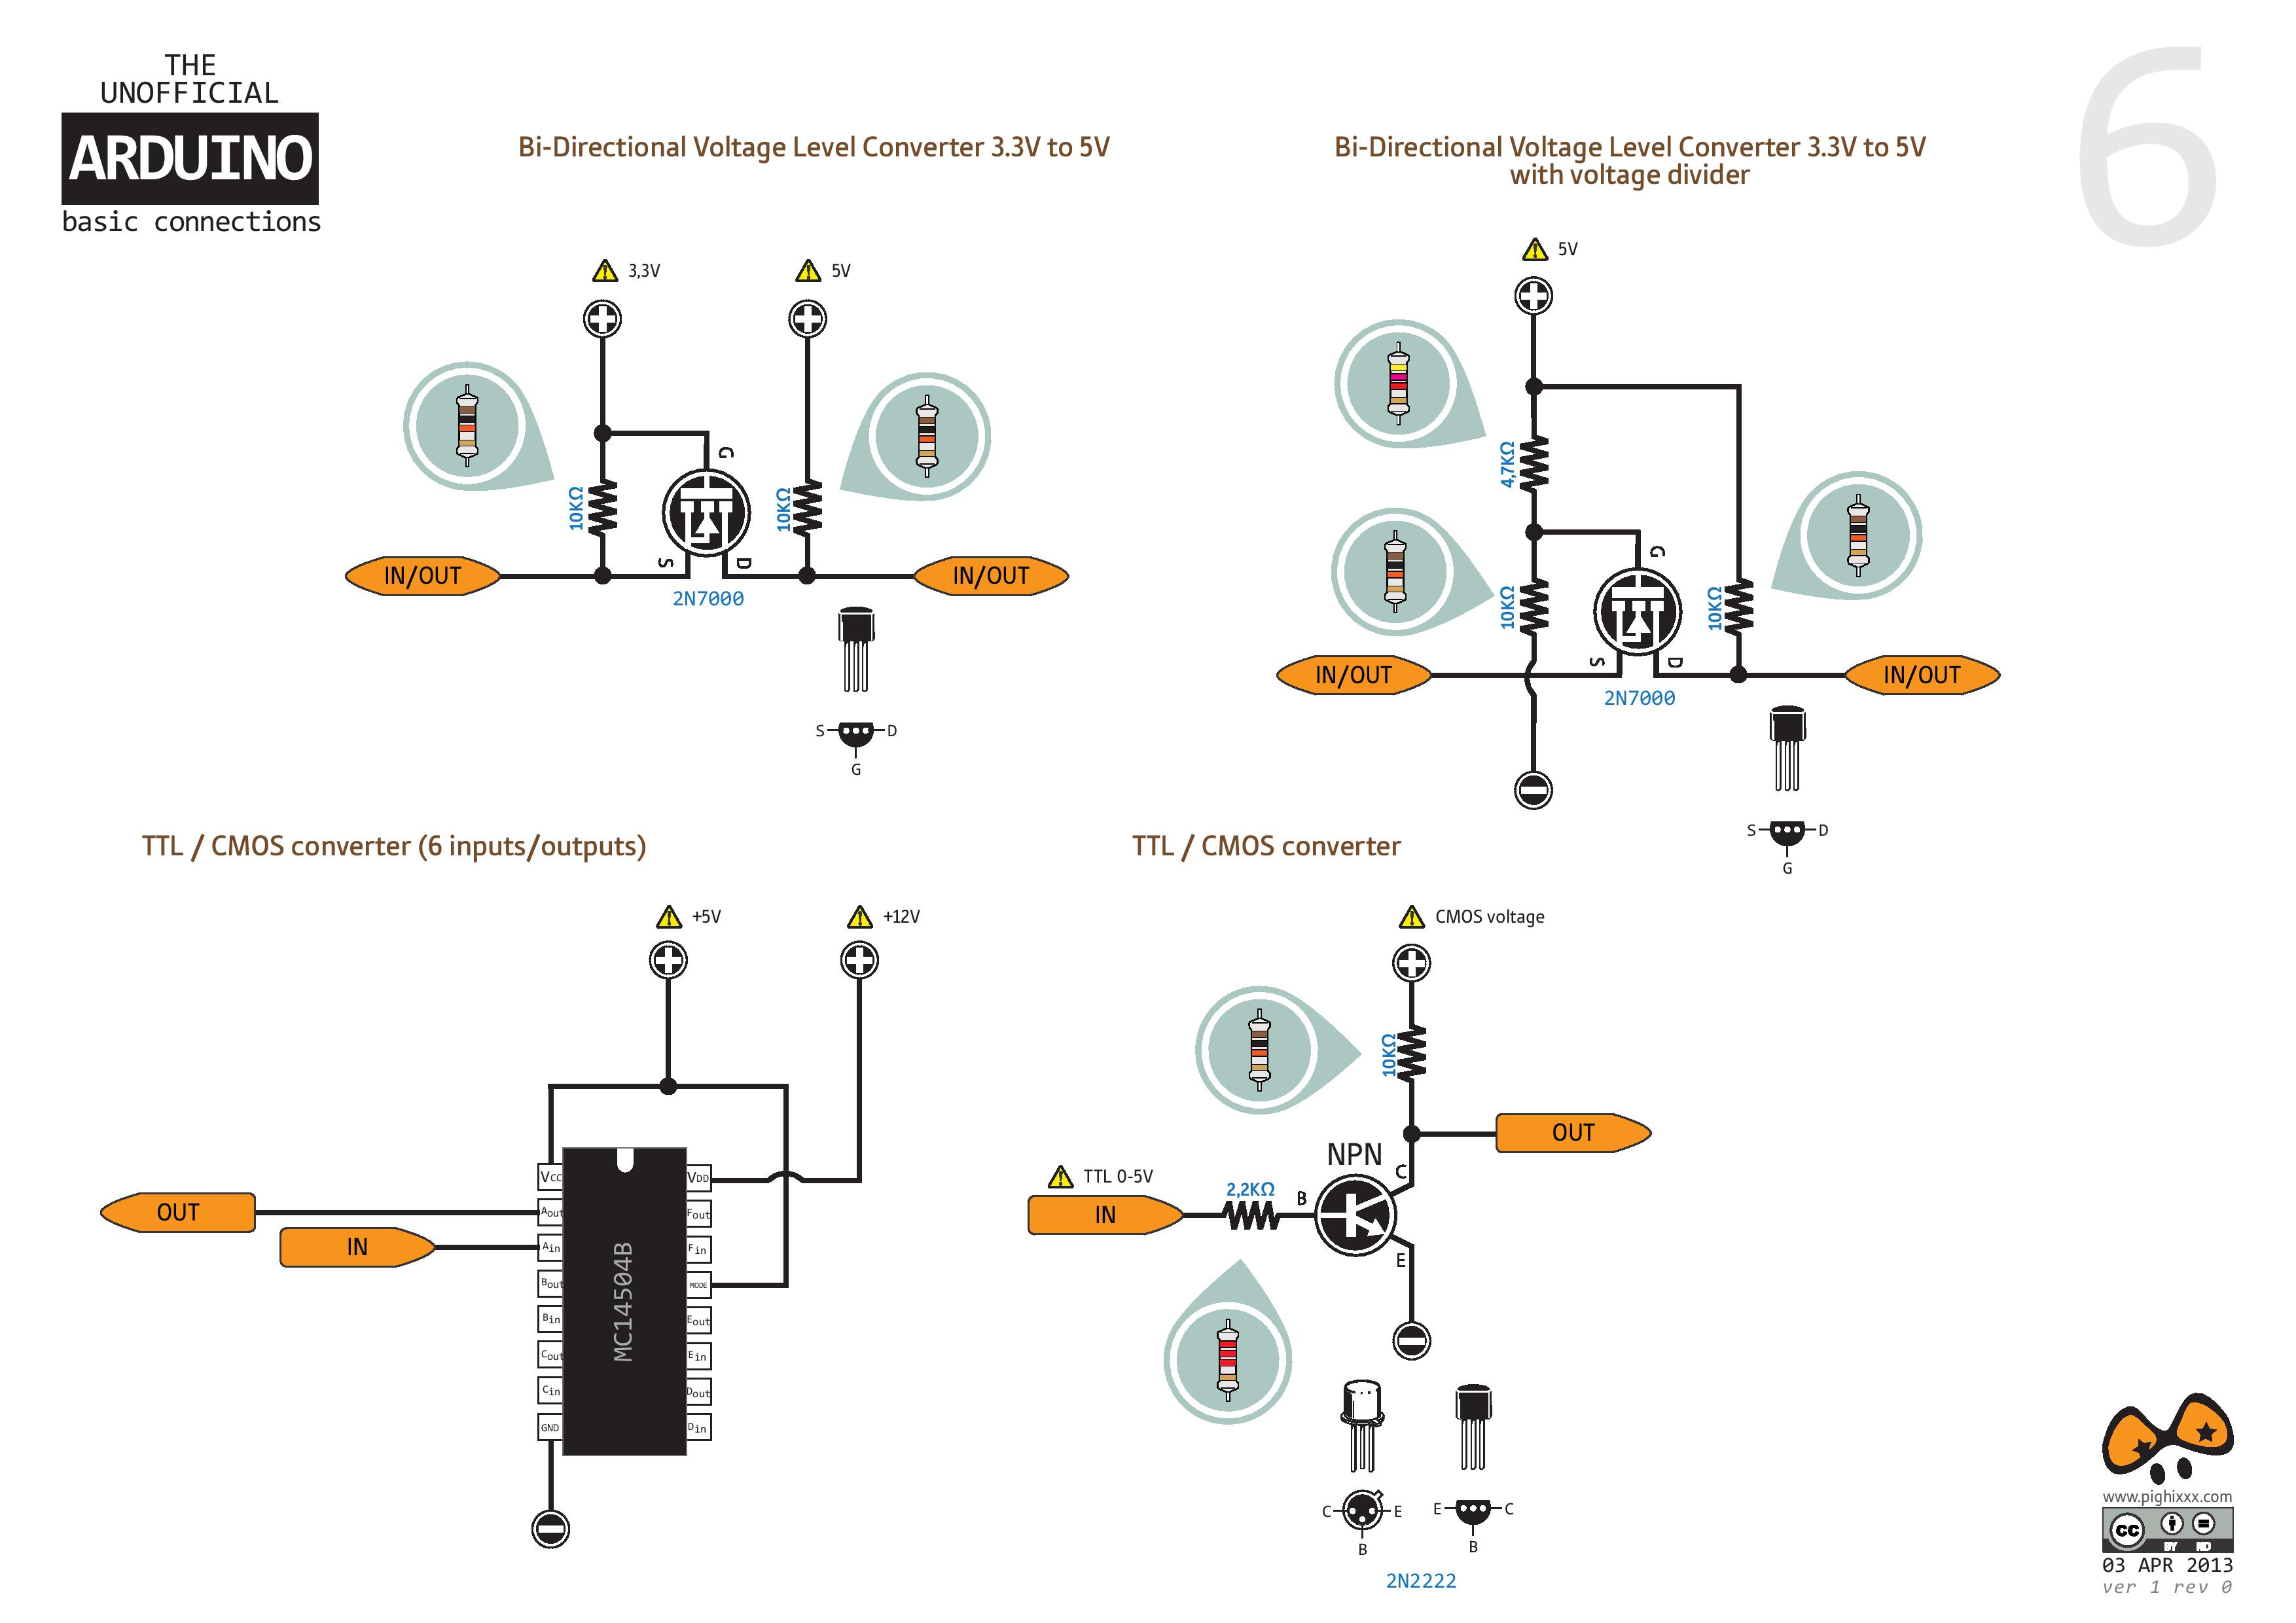 THE
UNOFFICIAL
ARDUINO
basic connections
6
Bi-Directional Voltage Level Converter 3.3V to 5V
3,3V
5V
10KΩ
10KΩ
G
S
D
IN/OUT
IN/OUT
2N7000
S
D
G
Bi-Directional Voltage Level Converter 3.3V to 5V
with voltage divider
5V
4,7KΩ
10KΩ
10KΩ
G
S
D
IN/OUT
IN/OUT
2N7000
S
D
G
TTL / CMOS converter (6 inputs/outputs)
+5V
+12V
OUT
IN
VCC
Aout
Ain
Bout
Bin
Cout
Cin
GND
MC14504B
VDD
Fout
Fin
MODE
Eout
Ein
Dout
Din
TTL / CMOS converter
CMOS voltage
10KΩ
OUT
NPN
C
TTL 0-5V
IN
2,2KΩ
B
E
C
E
B
E
C
B
2N2222
www.pighixxx.com
cc
BY ND
03 APR 2013
ver 1 rev 0